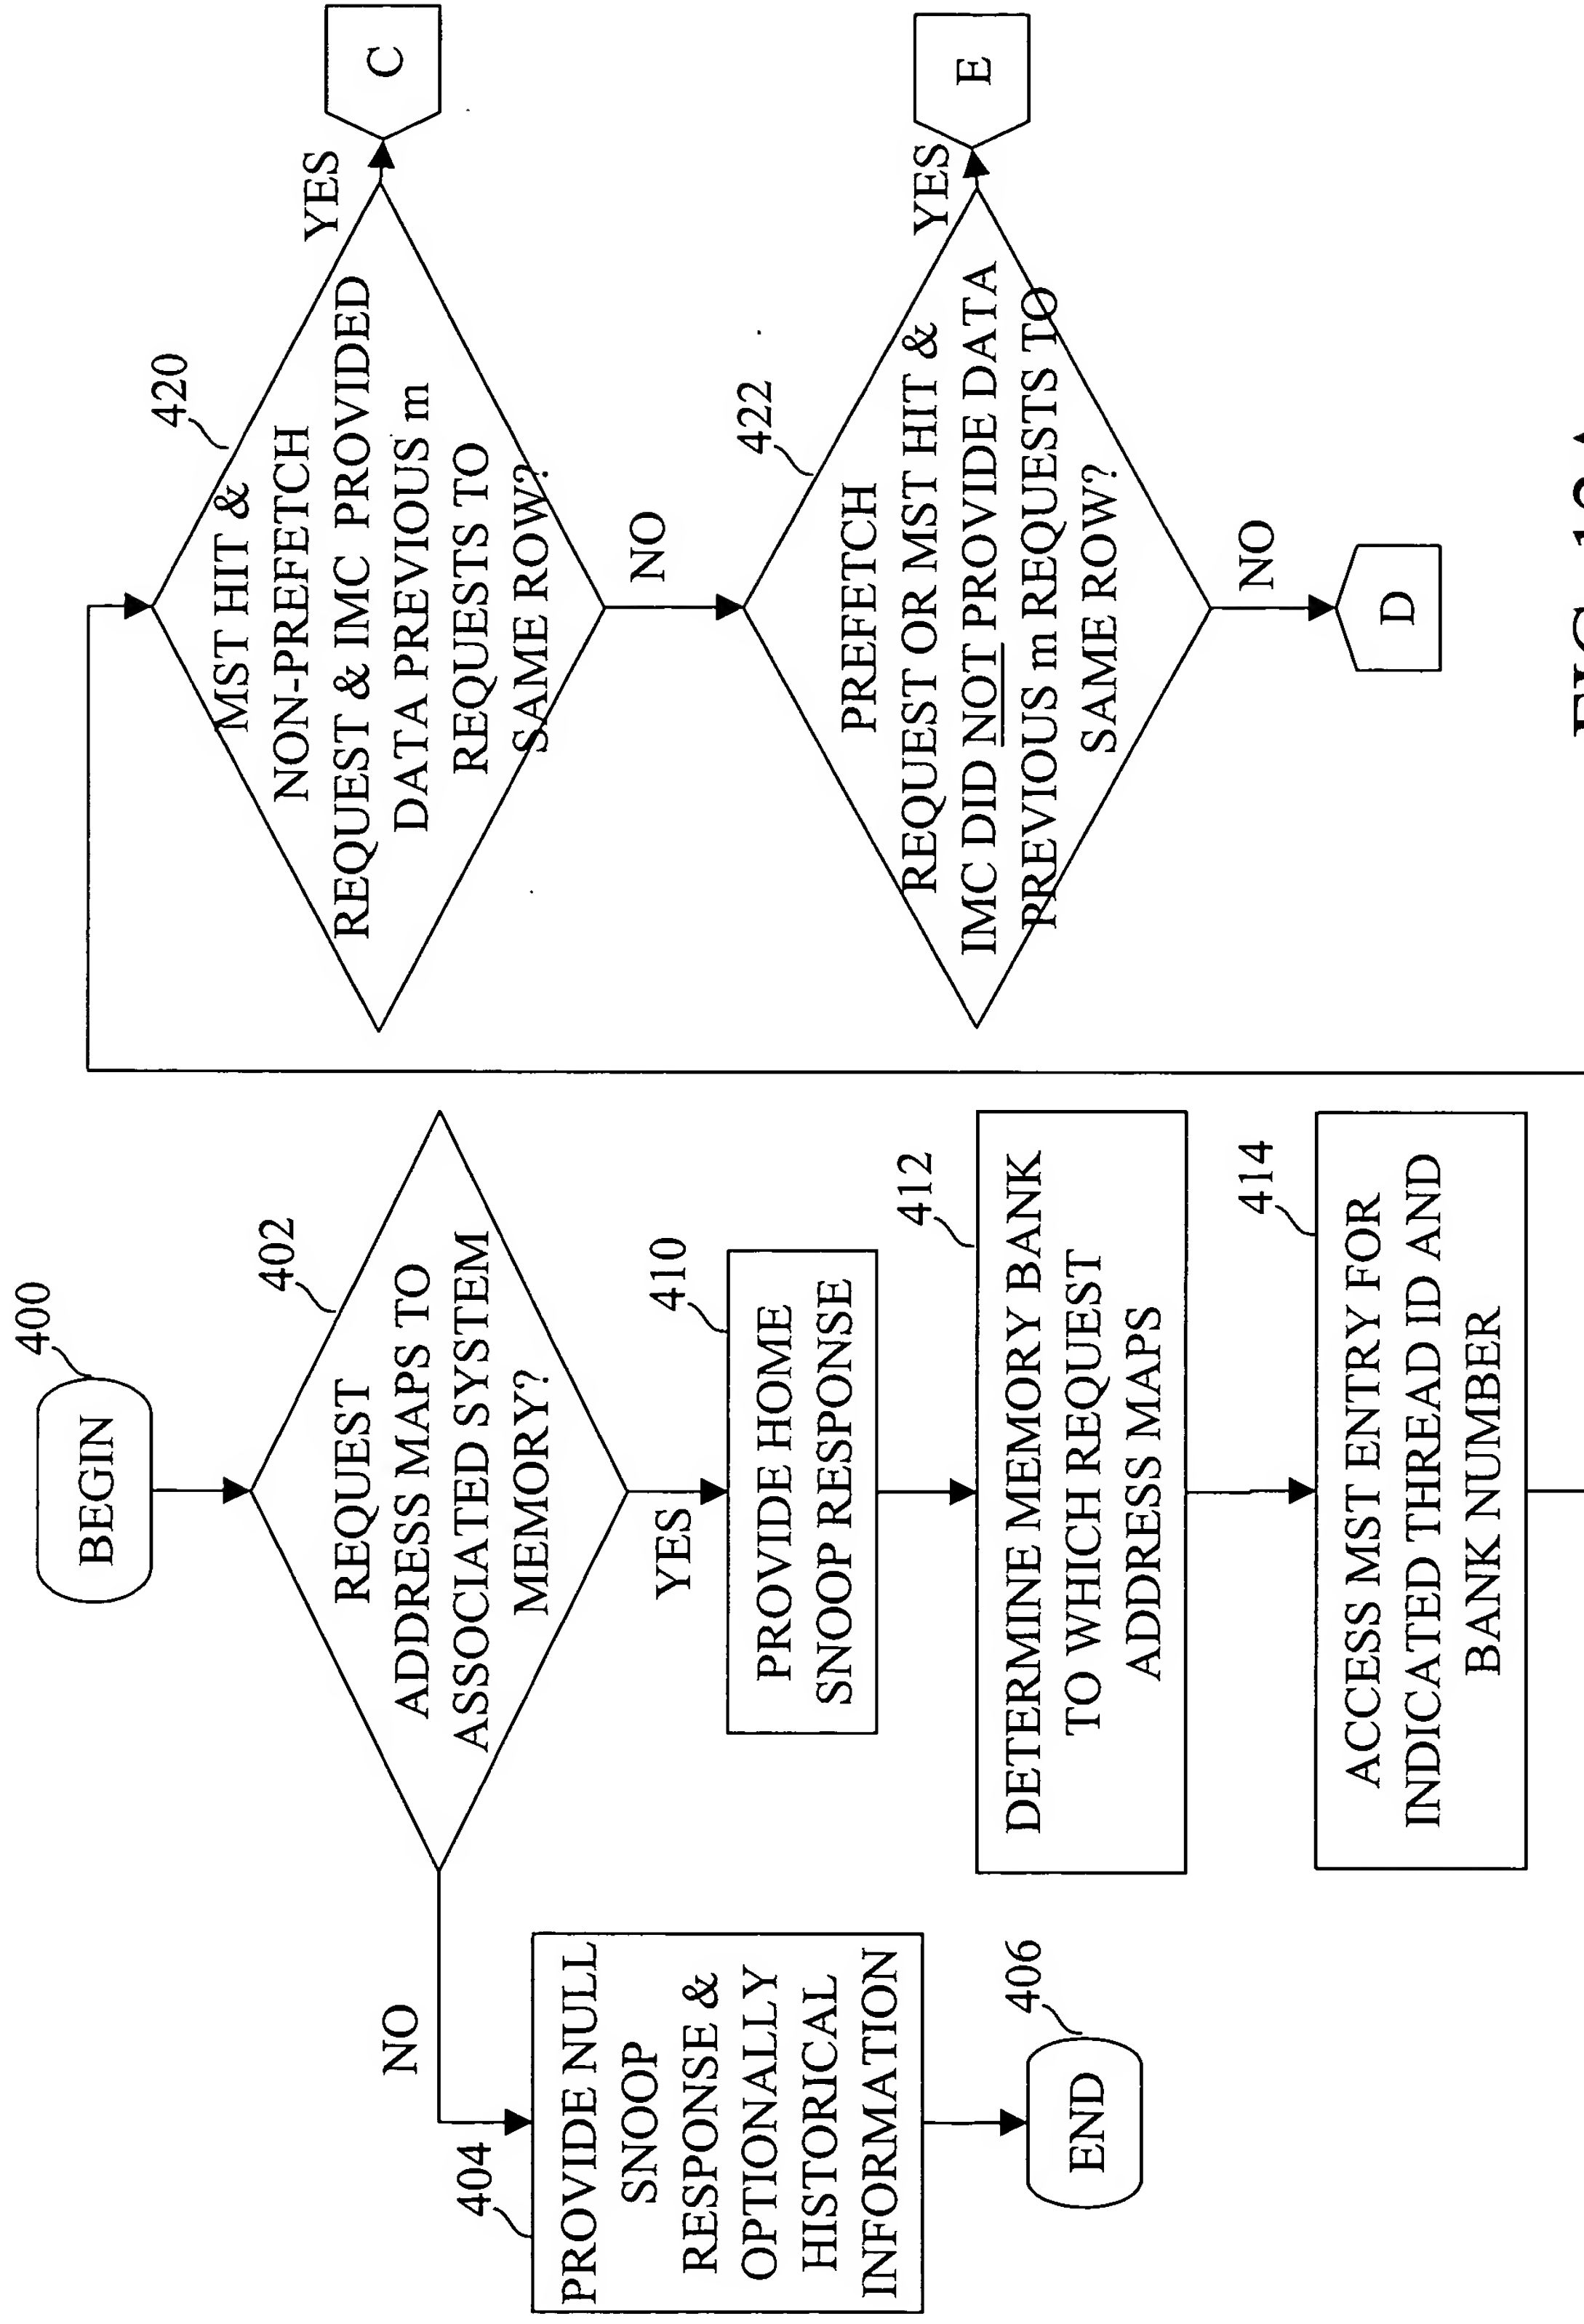 400
BEGIN
402
REQUEST
ADDRESS MAPS TO
ASSOCIATED SYSTEM
MEMORY?
NO
YES
404
PROVIDE NULL
SNOOP
RESPONSE &
OPTIONALLY
HISTORICAL
INFORMATION
406
END
410
PROVIDE HOME
SNOOP RESPONSE
412
DETERMINE MEMORY BANK
TO WHICH REQUEST
ADDRESS MAPS
414
ACCESS MST ENTRY FOR
INDICATED THREAD ID AND
BANK NUMBER
420
MST HIT &
NON-PREFETCH
REQUEST & IMC PROVIDED
DATA PREVIOUS m
REQUESTS TO
SAME ROW?
YES
C
NO
422
PREFETCH
REQUEST OR MST HIT &
IMC DID NOT PROVIDE DATA
PREVIOUS m REQUESTS TO
SAME ROW?
YES
E
NO
D